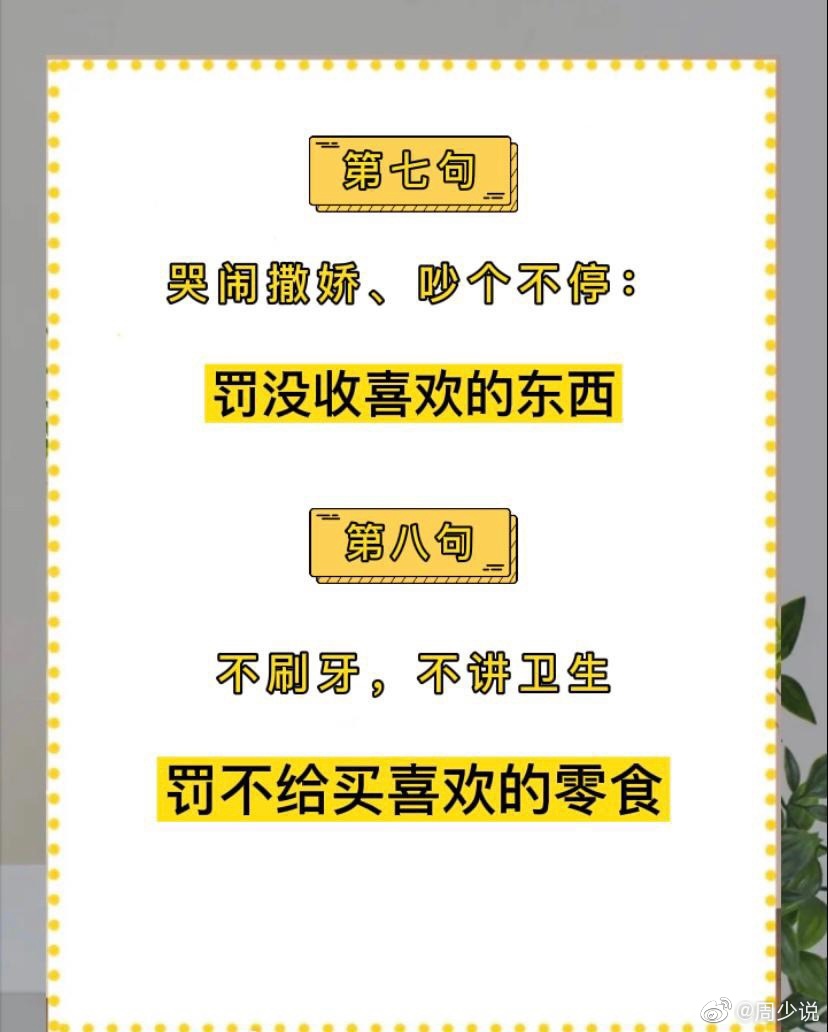 第七句
哭闹撒娇、吵个不停：
罚没收喜欢的东西
第八句
不刷牙，不讲卫生
罚不给买喜欢的零食
@周少说